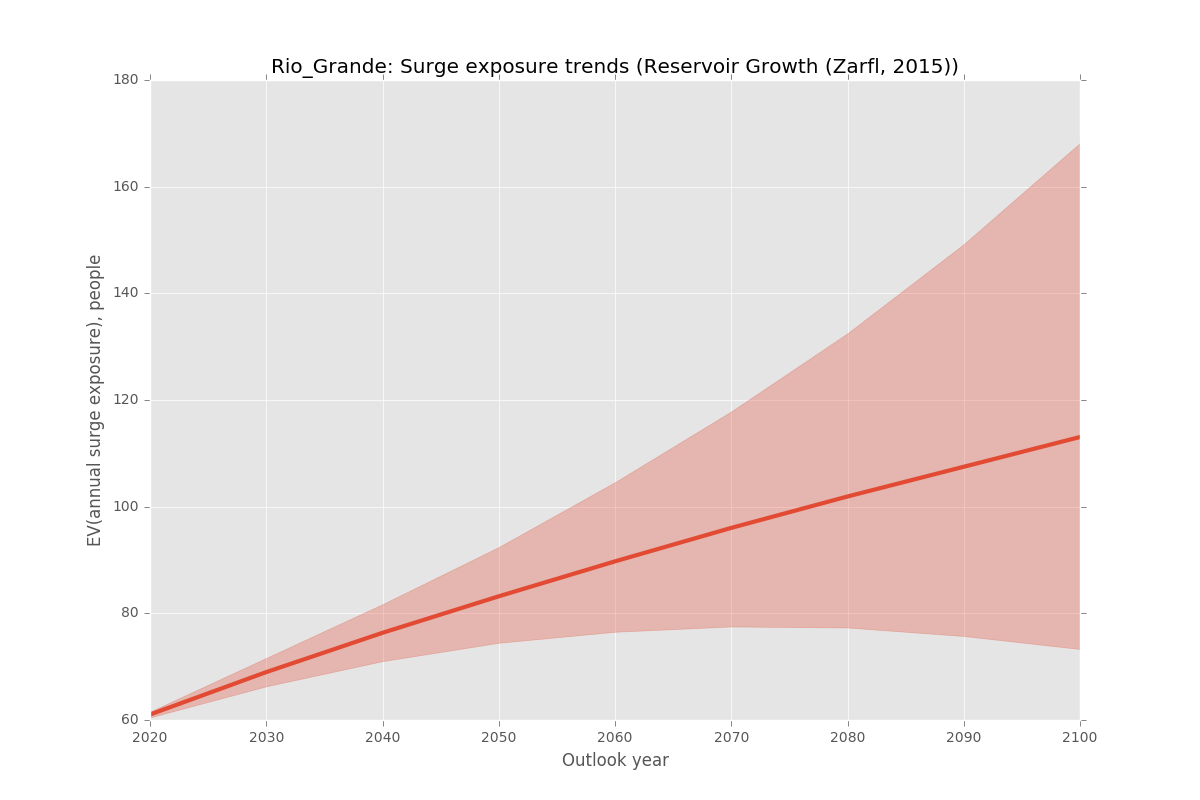 Rio_Grande: Surge exposure trends (Reservoir Growth (Zarfl, 2015))
180
160
140
120
100
80
60
EV(annual surge exposure), people
2020 2030 2040 2050 2060 2070 2080 2090 2100
Outlook year